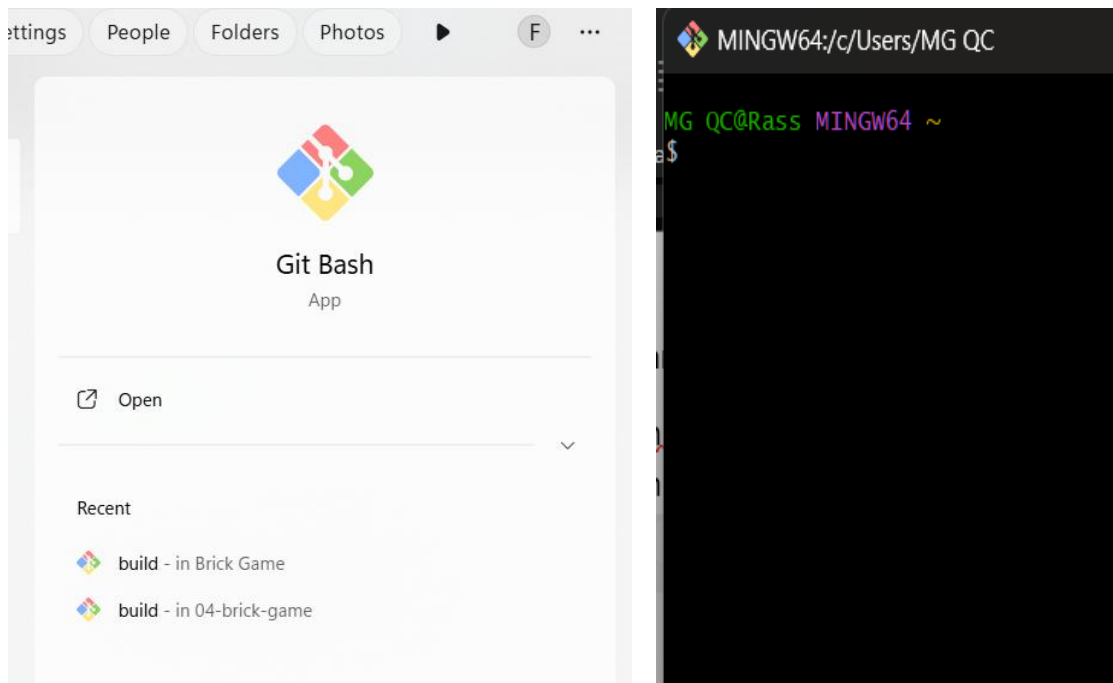 ettings People Folders Photos F ...
Git Bash
App
Open
Recent
build - in Brick Game
build - in 04-brick-game
MINGW64:/c/Users/MG QC
MG QC@Rass MINGW64 ~
$